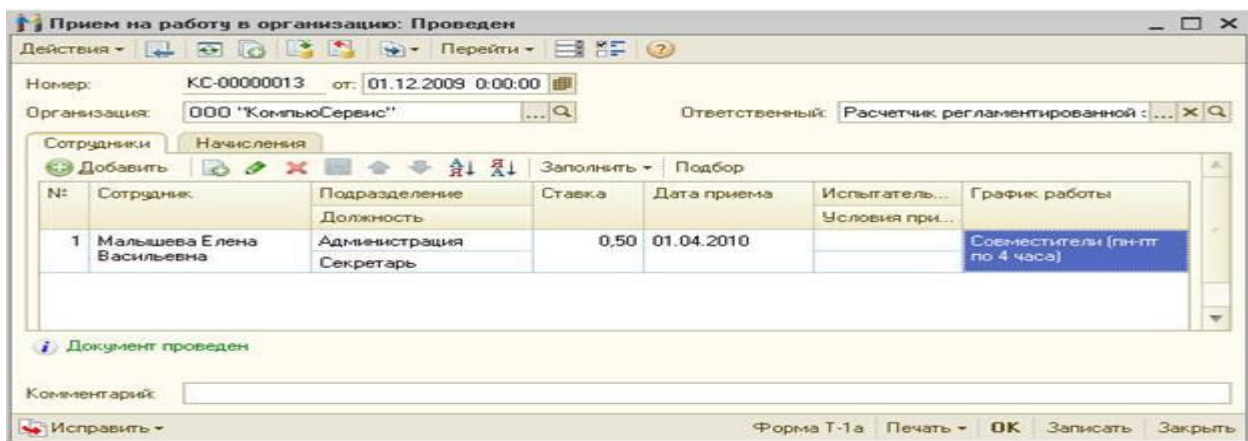 Прием на работу в организацию: Проведен
Действия Перейти
Номер: КС-00000013 от: 01.12.2009 0:00:00
Организация: ООО "КомпьюСервис" ... Ответственный: Расчетчик регламентированной з ...
Сотрудники Начисления
Добавить Заполнить Подбор
№ Сотрудник Подразделение Ставка Дата приема Испытатель... График работы
Должность Условия при...
1 Малышева Елена Администрация 0,50 01.04.2010 Совместители (пн-пт
Васильевна Секретарь по 4 часа)
Документ проведен
Комментарий:
Исправить Форма Т-1а Печать OK Записать Закрыть